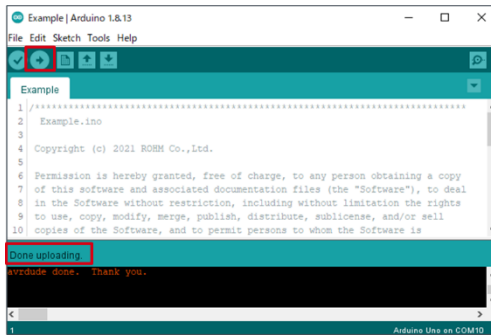 Example | Arduino 1.8.13
File Edit Sketch Tools Help
Example
1 /******************************************************************************
2 Example.ino
3
4 Copyright (c) 2021 ROHM Co.,Ltd.
5
6 Permission is hereby granted, free of charge, to any person obtaining a copy
7 of this software and associated documentation files (the "Software"), to deal
8 in the Software without restriction, including without limitation the rights
9 to use, copy, modify, merge, publish, distribute, sublicense, and/or sell
10 copies of the Software, and to permit persons to whom the Software is
Done uploading.
avrdude done. Thank you.
1 Arduino Uno on COM10